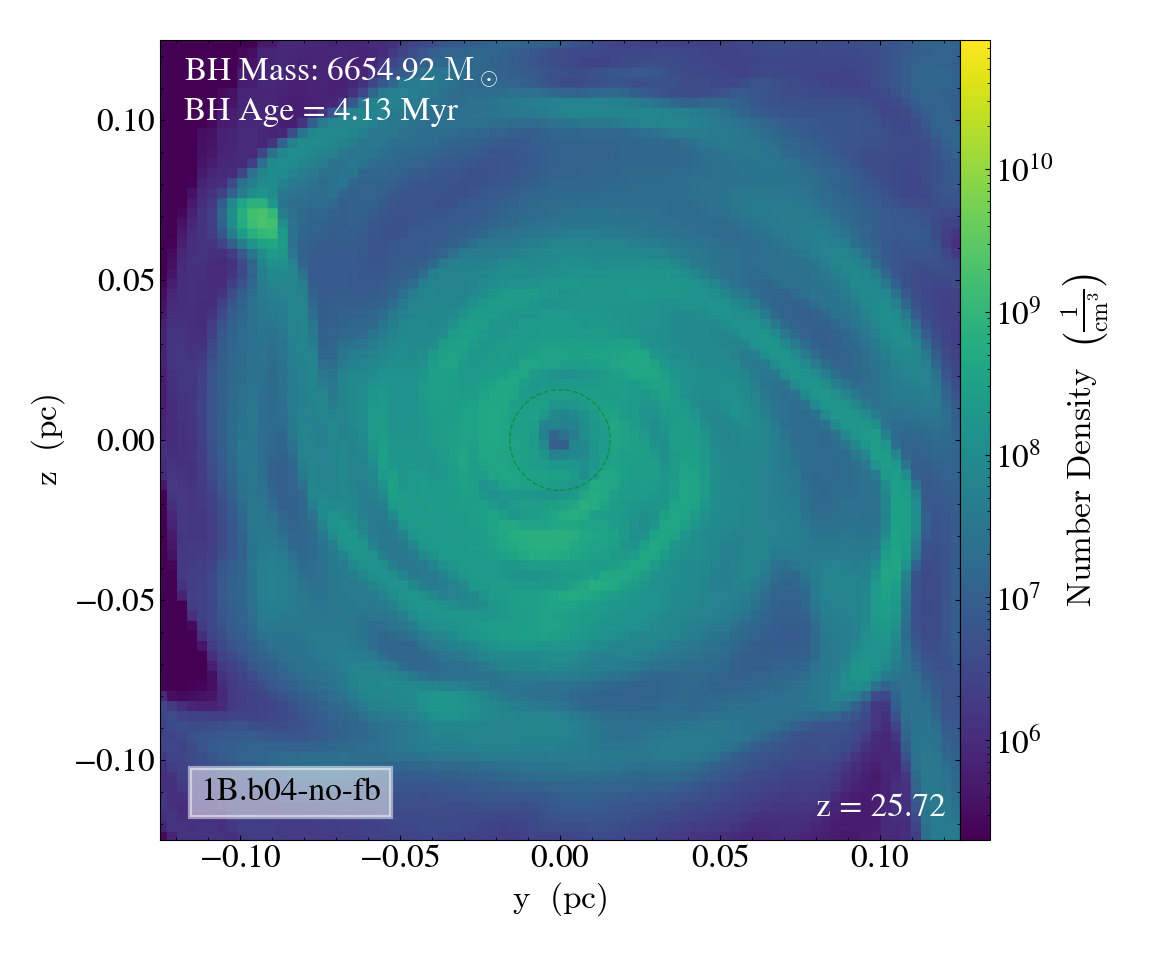 BH Mass: 6654.92 M⊙
BH Age = 4.13 Myr
0.10
0.05
0.00
−0.05
−0.10
z (pc)
1B.b04-no-fb
z = 25.72
−0.10 −0.05 0.00 0.05 0.10
y (pc)
10^10
10^9
10^8
10^7
10^6
Number Density (1/cm^3)